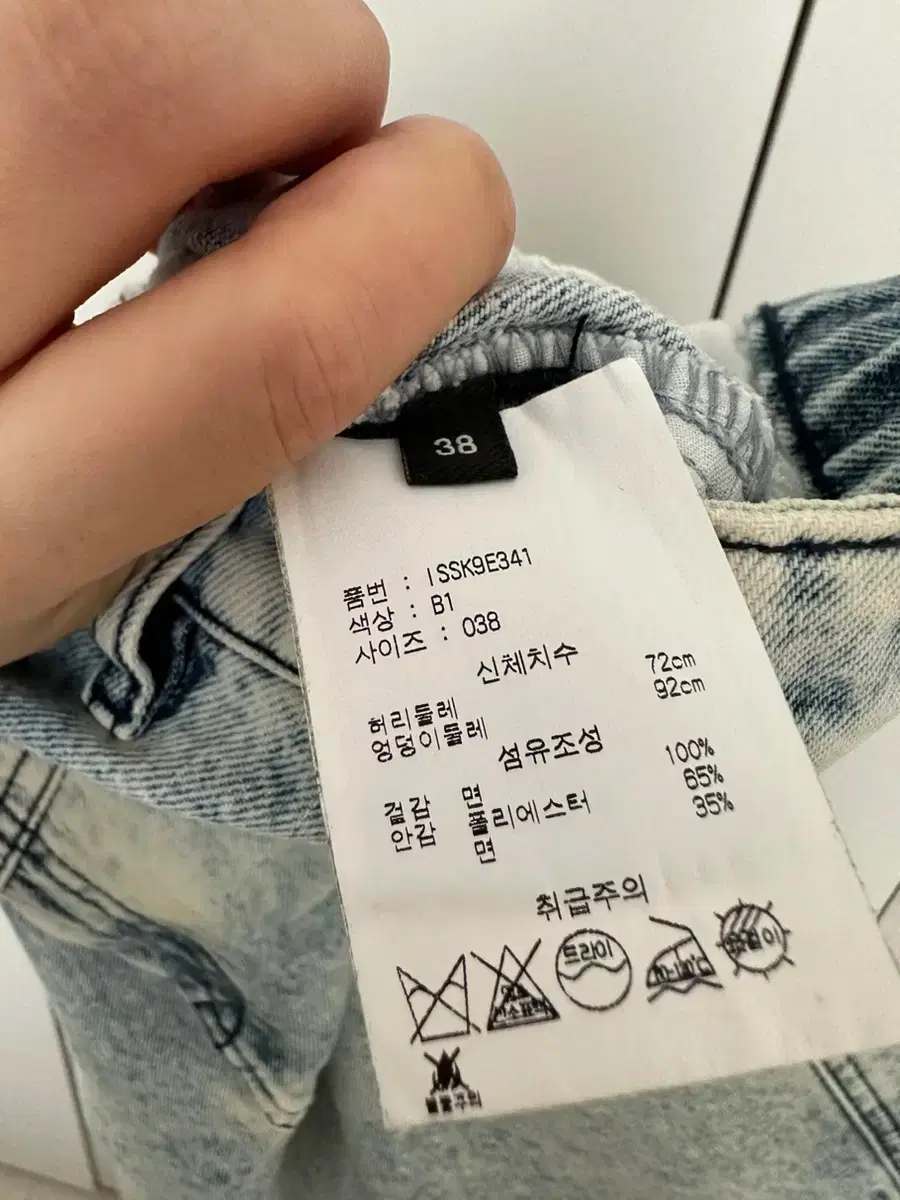 38
품번 : ISSK9E341
색상 : B1
사이즈 : 038
신체치수
허리둘레 72cm
엉덩이둘레 92cm
섬유조성
겉감 면 100%
안감 폴리에스터 65%
면 35%
취급주의
드라이